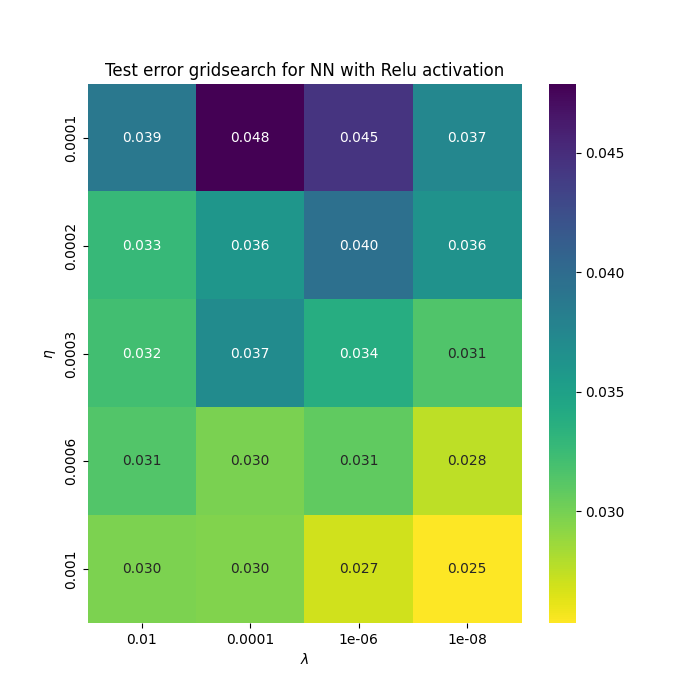 Test error gridsearch for NN with Relu activation
0.0001 0.039 0.048 0.045 0.037
0.0002 0.033 0.036 0.040 0.036
0.0003 0.032 0.037 0.034 0.031
0.0006 0.031 0.030 0.031 0.028
0.001 0.030 0.030 0.027 0.025
η
0.01 0.0001 1e-06 1e-08
λ
0.045
0.040
0.035
0.030